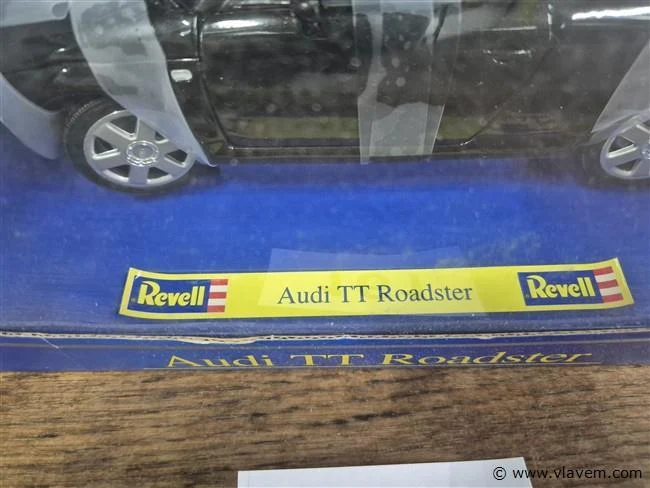 Revell Audi TT Roadster Revell
Audi TT Roadster
© www.vlavem.com